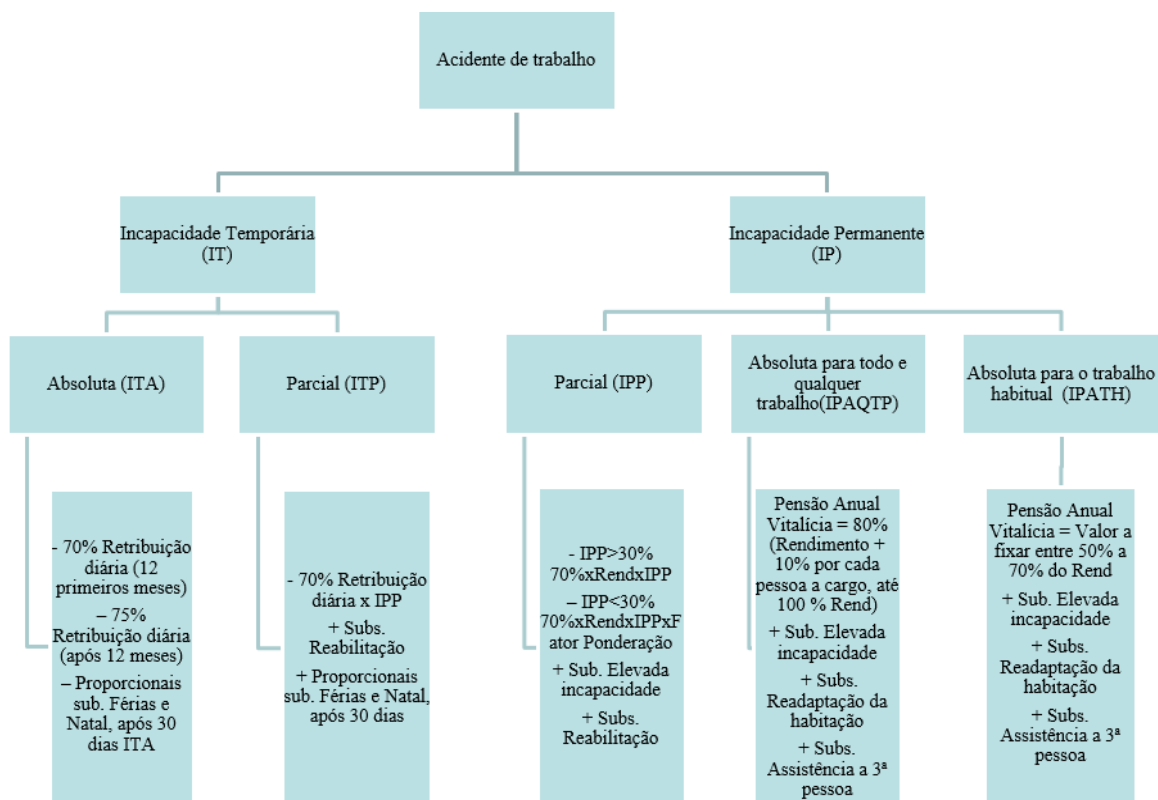 Acidente de trabalho
Incapacidade Temporária
(IT)
Incapacidade Permanente
(IP)
Absoluta (ITA)
Parcial (ITP)
Parcial (IPP)
Absoluta para todo e
qualquer
trabalho(IPAQTP)
Absoluta para o trabalho
habitual (IPATH)
- 70% Retribuição
diária (12
primeiros meses)
– 75%
Retribuição diária
(após 12 meses)
– Proporcionais
sub. Férias e
Natal, após 30
dias ITA
- 70% Retribuição
diária x IPP
+ Subs.
Reabilitação
+ Proporcionais
sub. Férias e Natal,
após 30 dias
- IPP>30%
70%xRendxIPP
– IPP<30%
70%xRendxIPPxF
ator Ponderação
+ Sub. Elevada
incapacidade
+ Subs.
Reabilitação
Pensão Anual
Vitalícia = 80%
(Rendimento +
10% por cada
pessoa a cargo, até
100 % Rend)
+ Sub. Elevada
incapacidade
+ Subs.
Readaptação da
habitação
+ Subs.
Assistência a 3ª
pessoa
Pensão Anual
Vitalícia = Valor a
fixar entre 50% a
70% do Rend
+ Sub. Elevada
incapacidade
+ Subs.
Readaptação da
habitação
+ Subs.
Assistência a 3ª
pessoa